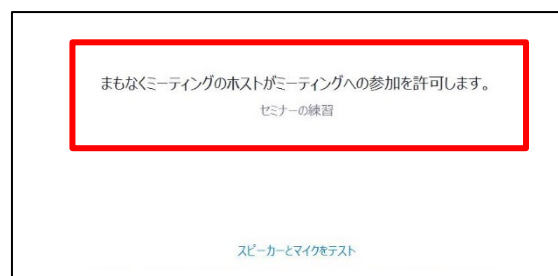 まもなくミーティングのホストがミーティングへの参加を許可します。
セミナーの練習
スピーカーとマイクをテスト